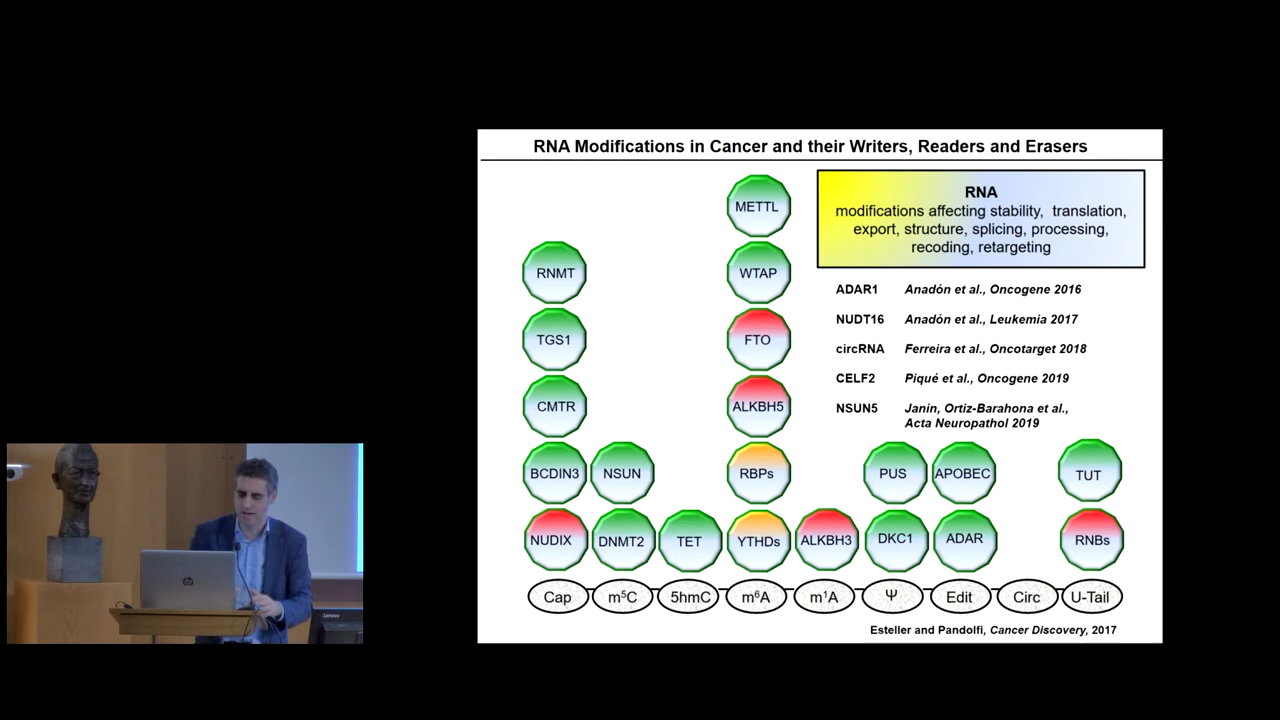 RNA Modifications in Cancer and their Writers, Readers and Erasers
RNA
modifications affecting stability, translation,
export, structure, splicing, processing,
recoding, retargeting
METTL
RNMT
WTAP
TGS1
FTO
CMTR
ALKBH5
BCDIN3
NSUN
RBPs
PUS
APOBEC
TUT
NUDIX
DNMT2
TET
YTHDs
ALKBH3
DKC1
ADAR
RNBs
Cap
m⁵C
5hmC
m⁶A
m¹A
Ψ
Edit
Circ
U-Tail
ADAR1 Anadón et al., Oncogene 2016
NUDT16 Anadón et al., Leukemia 2017
circRNA Ferreira et al., Oncotarget 2018
CELF2 Piqué et al., Oncogene 2019
NSUN5 Janin, Ortiz-Barahona et al.,
Acta Neuropathol 2019
Esteller and Pandolfi, Cancer Discovery, 2017
hp
Lenovo